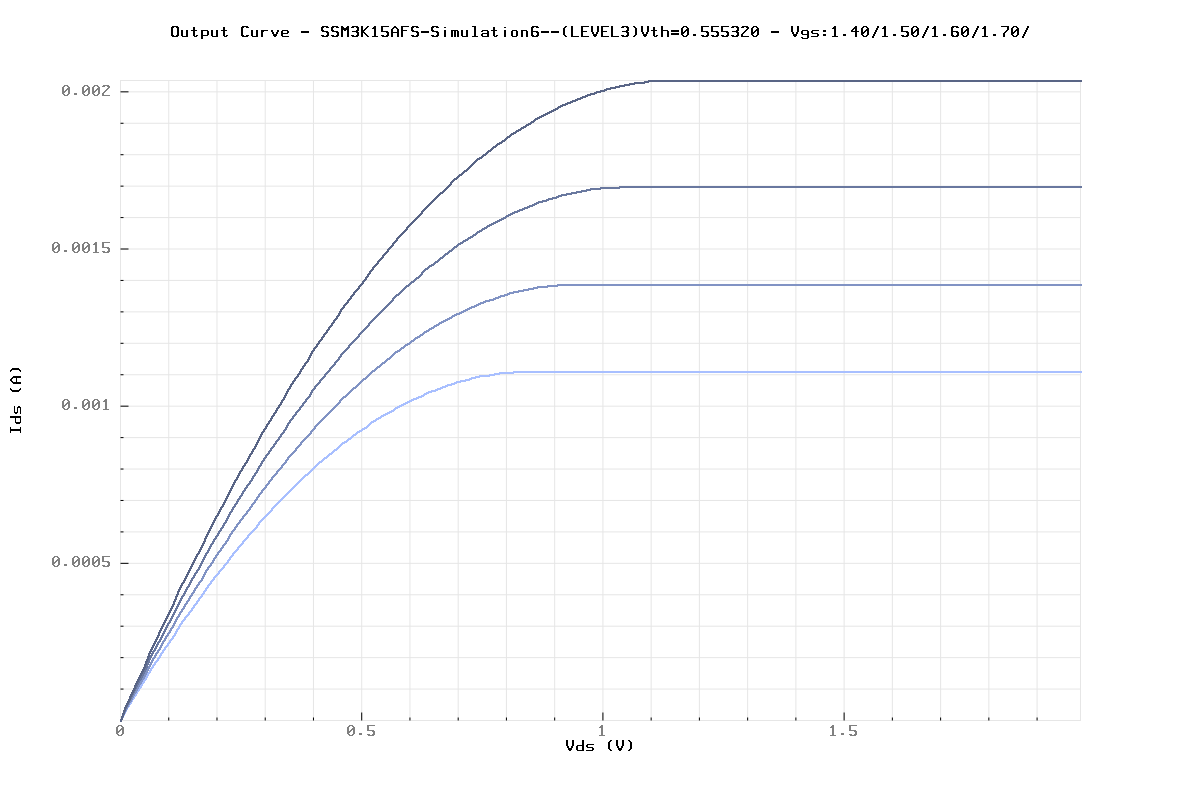 Output Curve - SSM3K15AFS-Simulation6--(LEVEL3)Vth=0.555320 - Vgs:1.40/1.50/1.60/1.70/
0.002
0.0015
0.001
0.0005
Ids (A)
0 0.5 1 1.5
Vds (V)